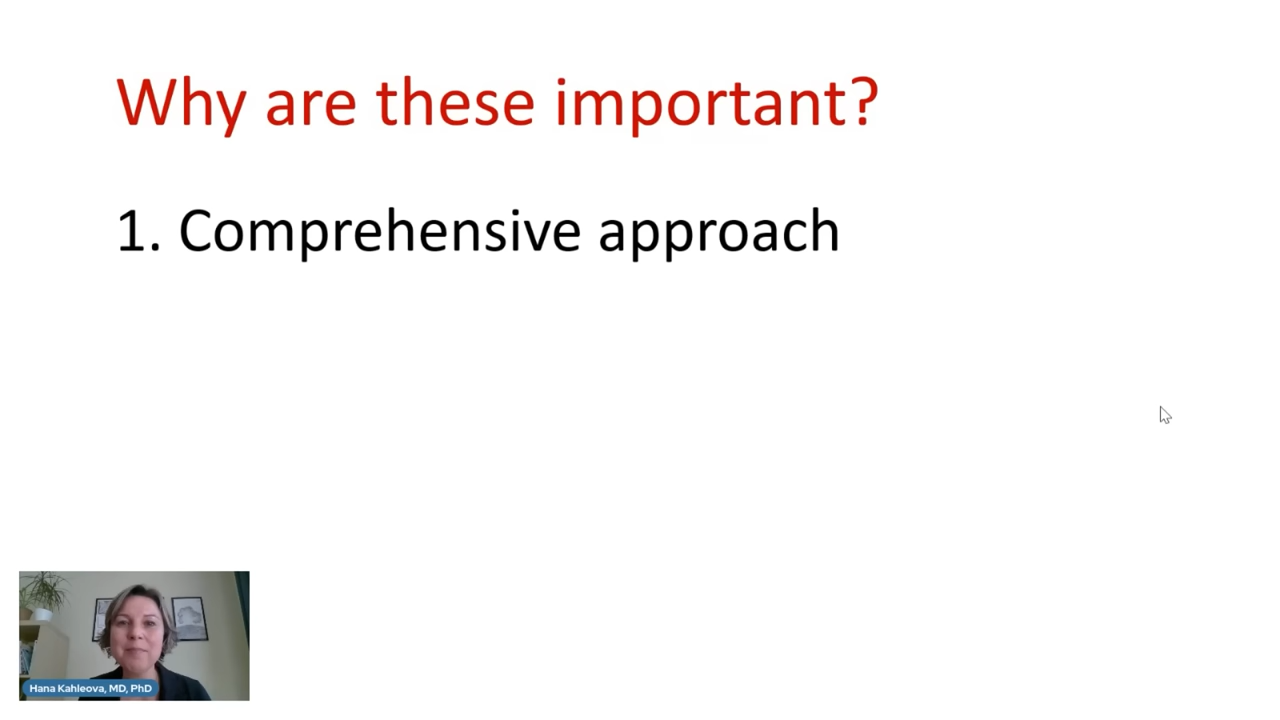 Why are these important?
1. Comprehensive approach
Hana Kahleova, MD, PhD